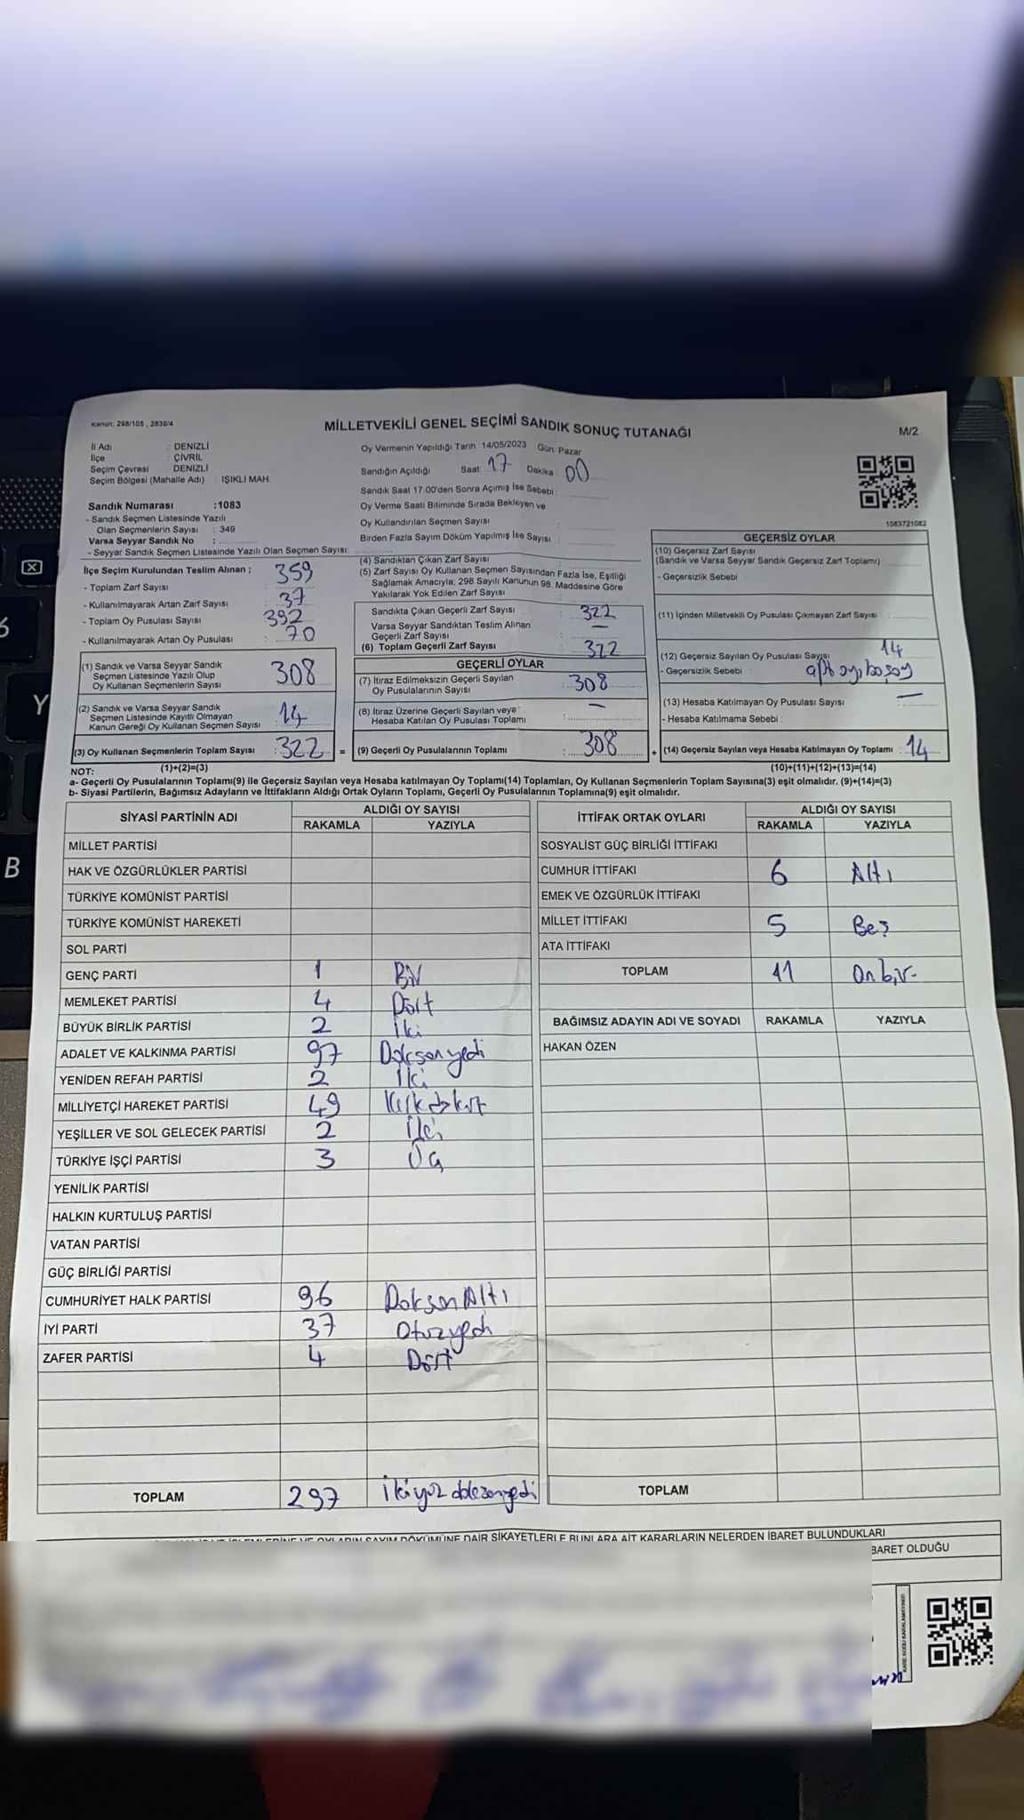 Kanun: 298/105 , 2839/4
MİLLETVEKİLİ GENEL SEÇİMİ SANDIK SONUÇ TUTANAĞI
M/2
İl Adı : DENİZLİ
İlçe : ÇİVRİL
Seçim Çevresi : DENİZLİ
Seçim Bölgesi (Mahalle Adı) : IŞIKLI MAH.
Sandık Numarası :1083
- Sandık Seçmen Listesinde Yazılı
Olan Seçmenlerin Sayısı : 349
Varsa Seyyar Sandık No :
- Seyyar Sandık Seçmen Listesinde Yazılı Olan Seçmen Sayısı:
Oy Vermenin Yapıldığı Tarih 14/05/2023 Gün: Pazar
Sandığın Açıldığı Saat 17 Dakika 00
Sandık Saat 17:00'den Sonra Açımış İse Sebebi
Oy Verme Saati Bitiminde Sırada Bekleyen ve
Oy Kullandırılan Seçmen Sayısı
Birden Fazla Sayım Döküm Yapılmış İse Sayısı
1083721082
İlçe Seçim Kurulundan Teslim Alınan ;
- Toplam Zarf Sayısı : 359
- Kullanılmayarak Artan Zarf Sayısı : 37
- Toplam Oy Pusulası Sayısı : 392
- Kullanılmayarak Artan Oy Pusulası : 70
(1) Sandık ve Varsa Seyyar Sandık
Seçmen Listesinde Yazılı Olup
Oy Kullanan Seçmenlerin Sayısı : 308
(2) Sandık ve Varsa Seyyar Sandık
Seçmen Listesinde Kayıtlı Olmayan
Kanun Gereği Oy Kullanan Seçmen Sayısı : 14
(3) Oy Kullanan Seçmenlerin Toplam Sayısı : 322 =
(1)+(2)=(3)
(4) Sandıktan Çıkan Zarf Sayısı
(5) Zarf Sayısı Oy Kullanan Seçmen Sayısından Fazla İse, Eşitliği
Sağlamak Amacıyla, 298 Sayılı Kanunun 98. Maddesine Göre
Yakılarak Yok Edilen Zarf Sayısı
Sandıkta Çıkan Geçerli Zarf Sayısı : 322
Varsa Seyyar Sandıktan Teslim Alınan
Geçerli Zarf Sayısı : —
(6) Toplam Geçerli Zarf Sayısı : 322
GEÇERLİ OYLAR
(7) İtiraz Edilmeksizin Geçerli Sayılan
Oy Pusulalarının Sayısı : 308
(8) İtiraz Üzerine Geçerli Sayılan veya
Hesaba Katılan Oy Pusulası Toplamı : —
(9) Geçerli Oy Pusulalarının Toplamı : 308 +
GEÇERSİZ OYLAR
(10) Geçersiz Zarf Sayısı
(Sandık ve Varsa Seyyar Sandık Geçersiz Zarf Toplamı)
- Geçersizlik Sebebi
(11) İçinden Milletvekili Oy Pusulası Çıkmayan Zarf Sayısı :
(12) Geçersiz Sayılan Oy Pusulası Sayısı : 14
- Geçersizlik Sebebi :
(13) Hesaba Katılmayan Oy Pusulası Sayısı : —
- Hesaba Katılmama Sebebi :
(14) Geçersiz Sayılan veya Hesaba Katılmayan Oy Toplamı : 14
(10)+(11)+(12)+(13)=(14)
NOT:
a- Geçerli Oy Pusulalarının Toplamı(9) ile Geçersiz Sayılan veya Hesaba katılmayan Oy Toplamı(14) Toplamları, Oy Kullanan Seçmenlerin Toplam Sayısına(3) eşit olmalıdır. (9)+(14)=(3)
b- Siyasi Partilerin, Bağımsız Adayların ve İttifakların Aldığı Ortak Oyların Toplamı, Geçerli Oy Pusulalarının Toplamına(9) eşit olmalıdır.
SİYASİ PARTİNİN ADI ALDIĞI OY SAYISI
RAKAMLA YAZIYLA
MİLLET PARTİSİ
HAK VE ÖZGÜRLÜKLER PARTİSİ
TÜRKİYE KOMÜNİST PARTİSİ
TÜRKİYE KOMÜNİST HAREKETİ
SOL PARTİ
GENÇ PARTİ 1 Bir
MEMLEKET PARTİSİ 4 Dört
BÜYÜK BİRLİK PARTİSİ 2 İki
ADALET VE KALKINMA PARTİSİ 97 Doksanyedi
YENİDEN REFAH PARTİSİ 2 İki
MİLLİYETÇİ HAREKET PARTİSİ 49 Kırkdokuz
YEŞİLLER VE SOL GELECEK PARTİSİ 2 İki
TÜRKİYE İŞÇİ PARTİSİ 3 Üç
YENİLİK PARTİSİ
HALKIN KURTULUŞ PARTİSİ
VATAN PARTİSİ
GÜÇ BİRLİĞİ PARTİSİ
CUMHURİYET HALK PARTİSİ 96 Doksan Altı
İYİ PARTİ 37 Otuzyedi
ZAFER PARTİSİ 4 Dört
TOPLAM 297 İkiyüz doksanyedi
İTTİFAK ORTAK OYLARI ALDIĞI OY SAYISI
RAKAMLA YAZIYLA
SOSYALİST GÜÇ BİRLİĞİ İTTİFAKI
CUMHUR İTTİFAKI 6 Altı
EMEK VE ÖZGÜRLÜK İTTİFAKI
MİLLET İTTİFAKI 5 Beş
ATA İTTİFAKI
TOPLAM 11 Onbir
BAĞIMSIZ ADAYIN ADI VE SOYADI RAKAMLA YAZIYLA
HAKAN ÖZEN
TOPLAM
DAİR ŞİKAYETLERLE BUNLARA AİT KARARLARIN NELERDEN İBARET BULUNDUKLARI
BARET OLDUĞU
Y
B